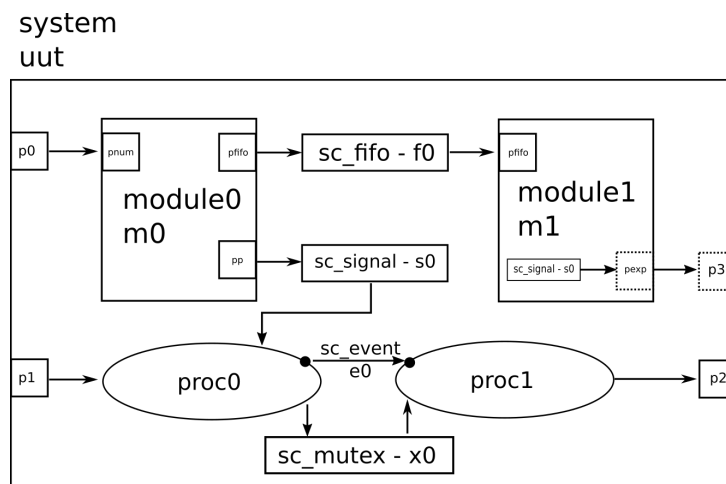 system
uut
p0
pnum
pfifo
sc_fifo - f0
pfifo
module0
m0
module1
m1
pp
sc_signal - s0
sc_signal - s0
pexp
p3
p1
proc0
sc_event
e0
proc1
p2
sc_mutex - x0